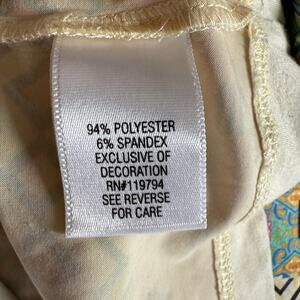 94% POLYESTER
6% SPANDEX
EXCLUSIVE OF
DECORATION
RN#119794
SEE REVERSE
FOR CARE